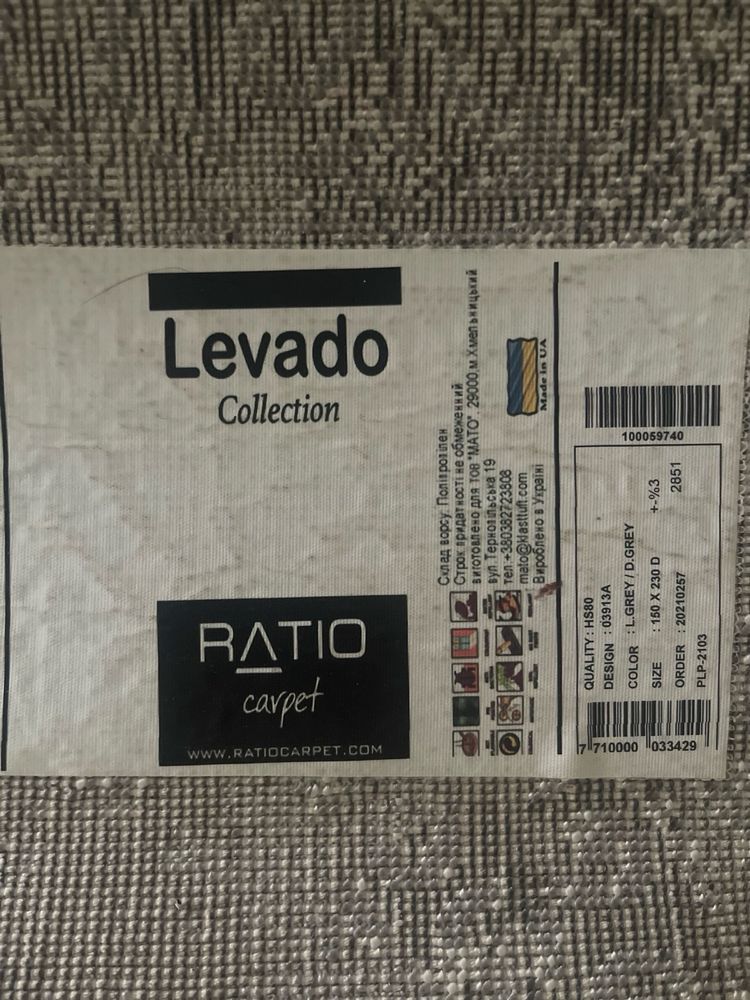 Levado
Collection
RATIO
carpet
WWW.RATIOCARPET.COM
Склад ворсу: Поліпропілен
Строк придатності не обмежений
виготовлено для ТОВ "МАТО", 29000,м.Хмельницький
вул.Тернопільська 19
тел.+380382723808
mato@klasttuft.com
Вироблено в Україні
Made in UA
100059740
QUALITY : HS80
DESIGN : 03913A
COLOR : L.GREY / D.GREY
SIZE : 150 X 230 D +-%3
ORDER : 20210257 2851
PLP-2103
7 710000 033429